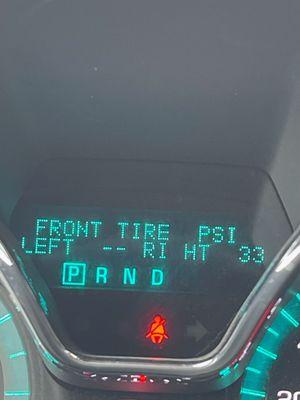 FRONT TIRE PSI
LEFT -- RI HT 33
P R N D